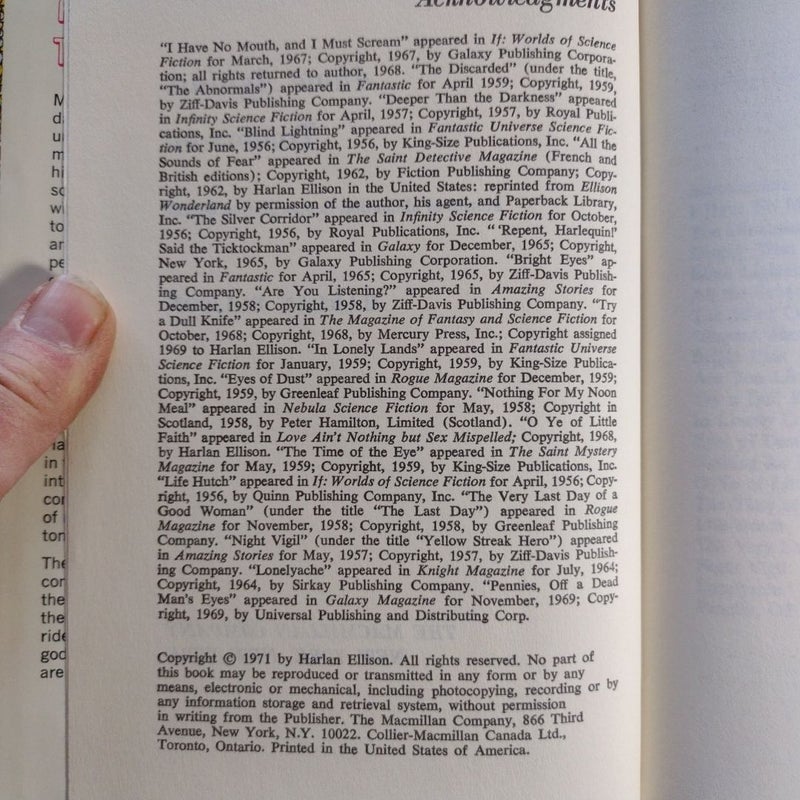 Acknowledgments
"I Have No Mouth, and I Must Scream" appeared in If: Worlds of Science
Fiction for March, 1967; Copyright, 1967, by Galaxy Publishing Corpora-
tion; all rights returned to author, 1968. "The Discarded" (under the title,
"The Abnormals") appeared in Fantastic for April 1959; Copyright, 1959,
by Ziff-Davis Publishing Company. "Deeper Than the Darkness" appeared
in Infinity Science Fiction for April, 1957; Copyright, 1957, by Royal Publi-
cations, Inc. "Blind Lightning" appeared in Fantastic Universe Science Fic-
tion for June, 1956; Copyright, 1956, by King-Size Publications, Inc. "All the
Sounds of Fear" appeared in The Saint Detective Magazine (French and
British editions); Copyright, 1962, by Fiction Publishing Company; Copy-
right, 1962, by Harlan Ellison in the United States: reprinted from Ellison
Wonderland by permission of the author, his agent, and Paperback Library,
Inc. "The Silver Corridor" appeared in Infinity Science Fiction for October,
1956; Copyright, 1956, by Royal Publications, Inc. " 'Repent, Harlequin!'
Said the Ticktockman" appeared in Galaxy for December, 1965; Copyright,
New York, 1965, by Galaxy Publishing Corporation. "Bright Eyes" ap-
peared in Fantastic for April, 1965; Copyright, 1965, by Ziff-Davis Publish-
ing Company. "Are You Listening?" appeared in Amazing Stories for
December, 1958; Copyright, 1958, by Ziff-Davis Publishing Company. "Try
a Dull Knife" appeared in The Magazine of Fantasy and Science Fiction for
October, 1968; Copyright, 1968, by Mercury Press, Inc.; Copyright assigned
1969 to Harlan Ellison. "In Lonely Lands" appeared in Fantastic Universe
Science Fiction for January, 1959; Copyright, 1959, by King-Size Publica-
tions, Inc. "Eyes of Dust" appeared in Rogue Magazine for December, 1959;
Copyright, 1959, by Greenleaf Publishing Company. "Nothing For My Noon
Meal" appeared in Nebula Science Fiction for May, 1958; Copyright in
Scotland, 1958, by Peter Hamilton, Limited (Scotland). "O Ye of Little
Faith" appeared in Love Ain't Nothing but Sex Mispelled; Copyright, 1968,
by Harlan Ellison. "The Time of the Eye" appeared in The Saint Mystery
Magazine for May, 1959; Copyright, 1959, by King-Size Publications, Inc.
"Life Hutch" appeared in If: Worlds of Science Fiction for April, 1956; Copy-
right, 1956, by Quinn Publishing Company, Inc. "The Very Last Day of a
Good Woman" (under the title "The Last Day") appeared in Rogue
Magazine for November, 1958; Copyright, 1958, by Greenleaf Publishing
Company. "Night Vigil" (under the title "Yellow Streak Hero") appeared
in Amazing Stories for May, 1957; Copyright, 1957, by Ziff-Davis Publish-
ing Company. "Lonelyache" appeared in Knight Magazine for July, 1964;
Copyright, 1964, by Sirkay Publishing Company. "Pennies, Off a Dead
Man's Eyes" appeared in Galaxy Magazine for November, 1969; Copy-
right, 1969, by Universal Publishing and Distributing Corp.
Copyright © 1971 by Harlan Ellison. All rights reserved. No part of
this book may be reproduced or transmitted in any form or by any
means, electronic or mechanical, including photocopying, recording or by
any information storage and retrieval system, without permission
in writing from the Publisher. The Macmillan Company, 866 Third
Avenue, New York, N.Y. 10022. Collier-Macmillan Canada Ltd.,
Toronto, Ontario. Printed in the United States of America.